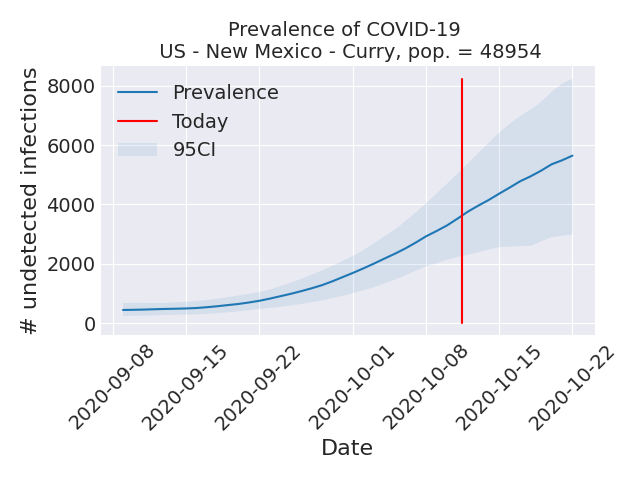 Prevalence of COVID-19
US - New Mexico - Curry, pop. = 48954
# undetected infections
8000
6000
4000
2000
0
Prevalence
Today
95CI
2020-09-08
2020-09-15
2020-09-22
2020-10-01
2020-10-08
2020-10-15
2020-10-22
Date